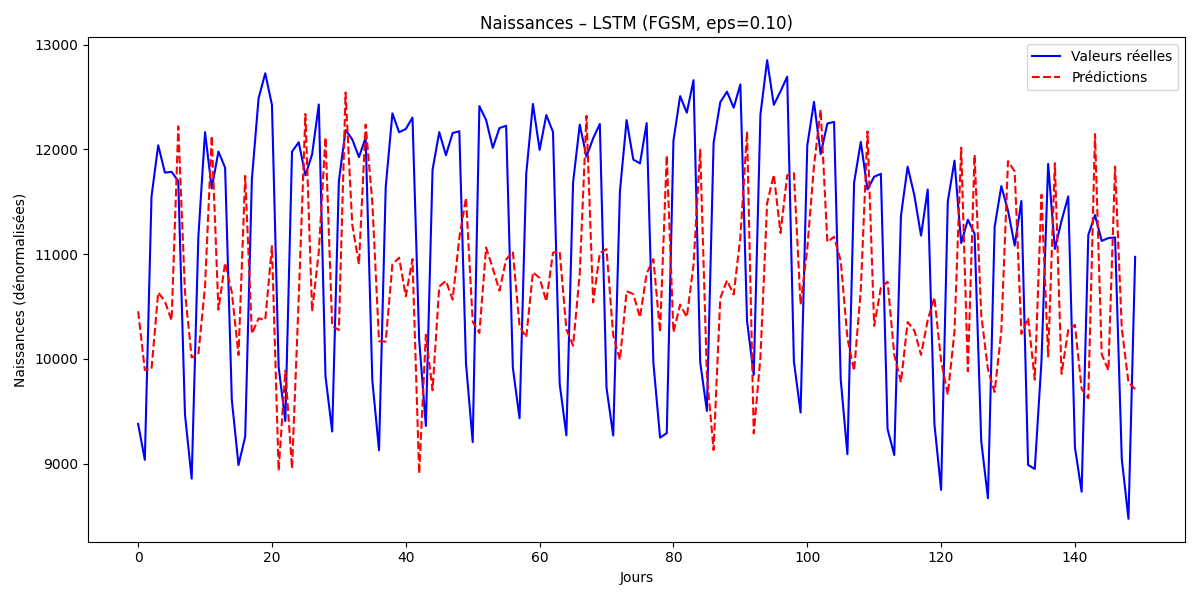 Naissances – LSTM (FGSM, eps=0.10)
Valeurs réelles
Prédictions
Naissances (dénormalisées)
13000
12000
11000
10000
9000
0 20 40 60 80 100 120 140
Jours